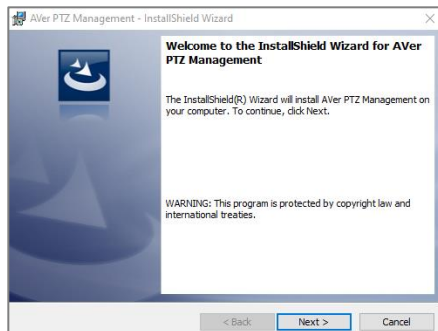 AVer PTZ Management - InstallShield Wizard
Welcome to the InstallShield Wizard for AVer
PTZ Management
The InstallShield(R) Wizard will install AVer PTZ Management on
your computer. To continue, click Next.
WARNING: This program is protected by copyright law and
international treaties.
< Back
Next >
Cancel